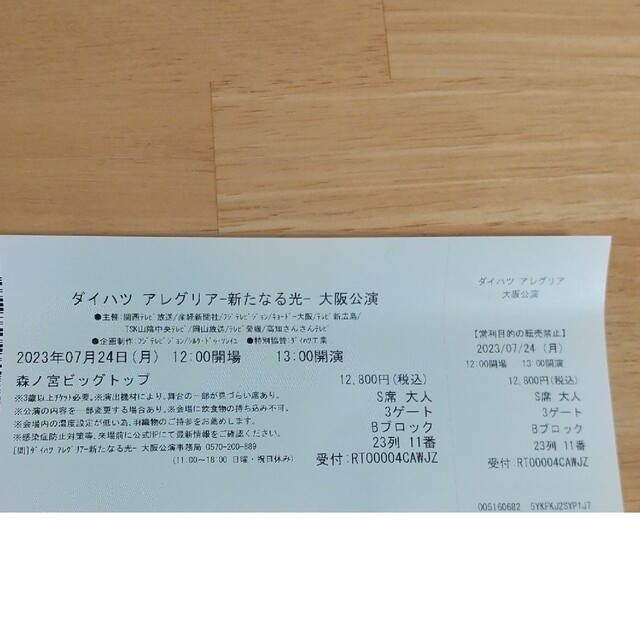 ダイハツ アレグリア-新たなる光- 大阪公演
●主催:関西テレビ放送/産経新聞社/フジテレビジョン/キョードー大阪/テレビ新広島/
TSK山陰中央テレビ/岡山放送/テレビ愛媛/高知さんさんテレビ
●企画制作:フジテレビジョン/シルク・ドゥ・ソレイユ ●特別協賛:ダイハツ工業
2023年07月24日(月) 12:00開場 13:00開演
森ノ宮ビッグトップ 12,800円(税込)
※3歳以上チケット必要。※演出機材により、舞台の一部が見づらい席あり。 S席 大人
※公演の内容を一部変更する場合あり。※会場に飲食物の持ち込み不可。 3ゲート
※会場内の温度設定が低い為、羽織物のご持参をお薦めします。 Bブロック
※感染症防止対策等、来場前に公式HPにて最新情報をご確認ください。 23列 11番
[問]ダイハツ アレグリア-新たなる光- 大阪公演事務局 0570-200-889
(11:00~18:00 日曜・祝日休み) 受付:RT00004CAWJZ
ダイハツ アレグリア
大阪公演
【営利目的の転売禁止】
2023/07/24 (月)
12:00開場 13:00開演
12,800円(税込)
S席 大人
3ゲート
Bブロック
23列 11番
受付:RT00004CAWJZ
005160682 5YKFKJ2SYP1J7